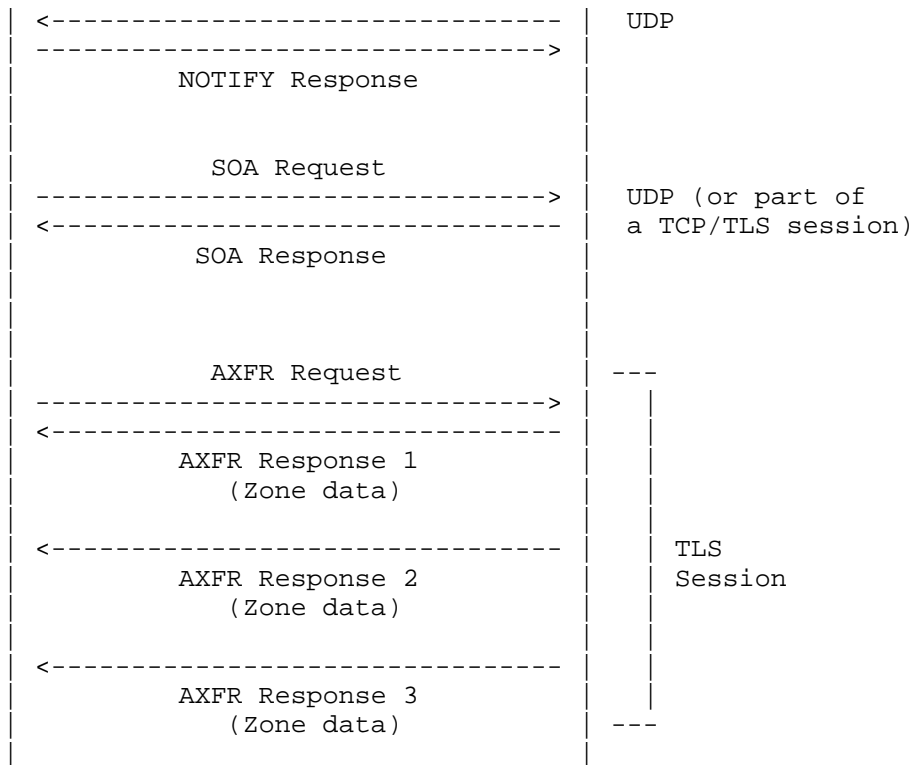 UDP
NOTIFY Response
SOA Request
UDP (or part of
a TCP/TLS session)
SOA Response
AXFR Request
AXFR Response 1
(Zone data)
TLS
AXFR Response 2
Session
(Zone data)
AXFR Response 3
(Zone data)